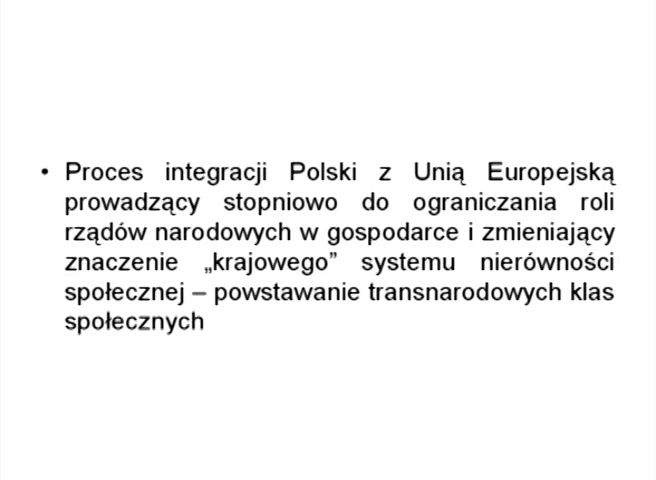 • Proces integracji Polski z Unią Europejską
prowadzący stopniowo do ograniczania roli
rządów narodowych w gospodarce i zmieniający
znaczenie „krajowego” systemu nierówności
społecznej – powstawanie transnarodowych klas
społecznych